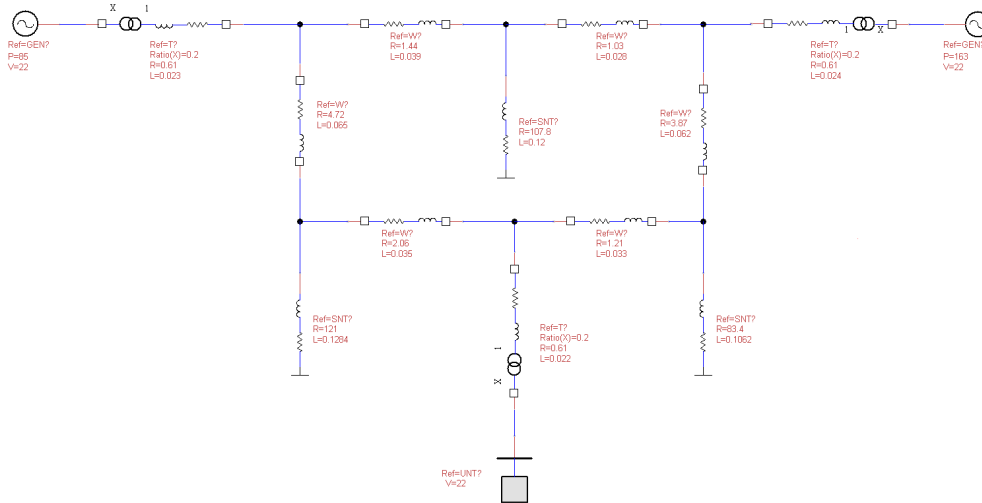 X
1
Ref=GEN?
P=85
V=22
Ref=T?
Ratio(X)=0.2
R=0.61
L=0.023
Ref=W?
R=1.44
L=0.039
Ref=W?
R=1.03
L=0.028
1
X
Ref=T?
Ratio(X)=0.2
R=0.61
L=0.024
Ref=GEN?
P=163
V=22
Ref=W?
R=4.72
L=0.065
Ref=SNT?
R=107.8
L=0.12
Ref=W?
R=3.87
L=0.062
Ref=W?
R=2.06
L=0.035
Ref=W?
R=1.21
L=0.033
Ref=SNT?
R=121
L=0.1284
1
X
Ref=T?
Ratio(X)=0.2
R=0.61
L=0.022
Ref=SNT?
R=83.4
L=0.1062
Ref=UNT?
V=22